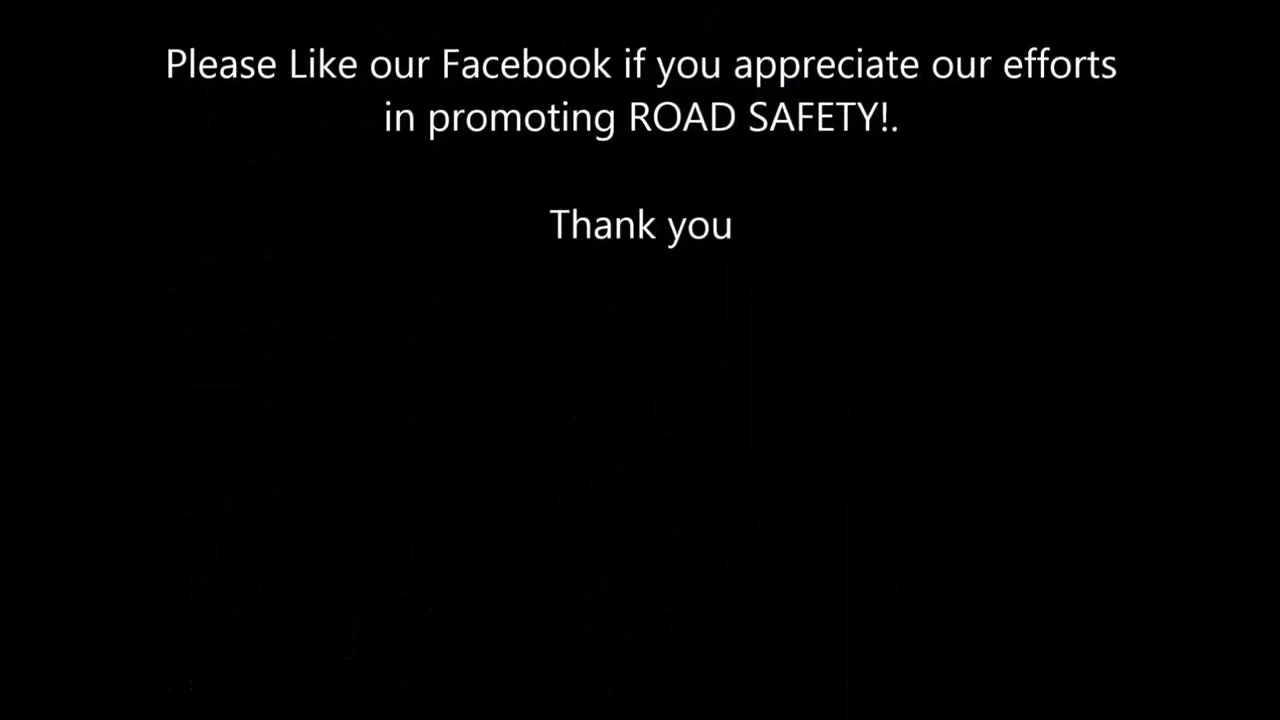 Please Like our Facebook if you appreciate our efforts
in promoting ROAD SAFETY!.
Thank you